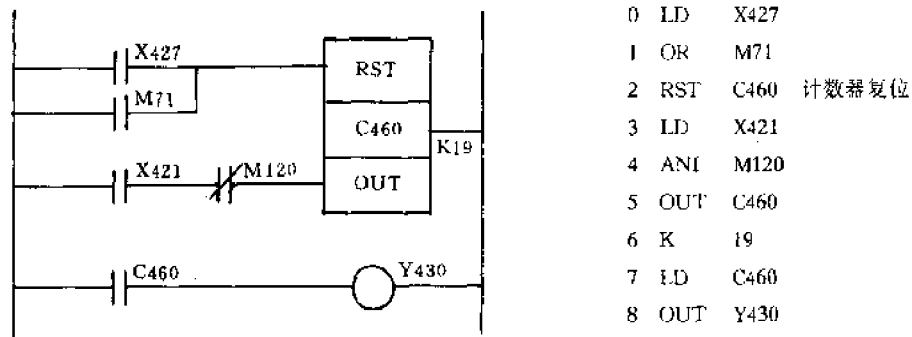 X427
M71
RST
C460
OUT
K19
X421
M120
C460
Y430
0 LD X427
1 OR M71
2 RST C460 计数器复位
3 LD X421
4 ANI M120
5 OUT C460
6 K 19
7 LD C460
8 OUT Y430